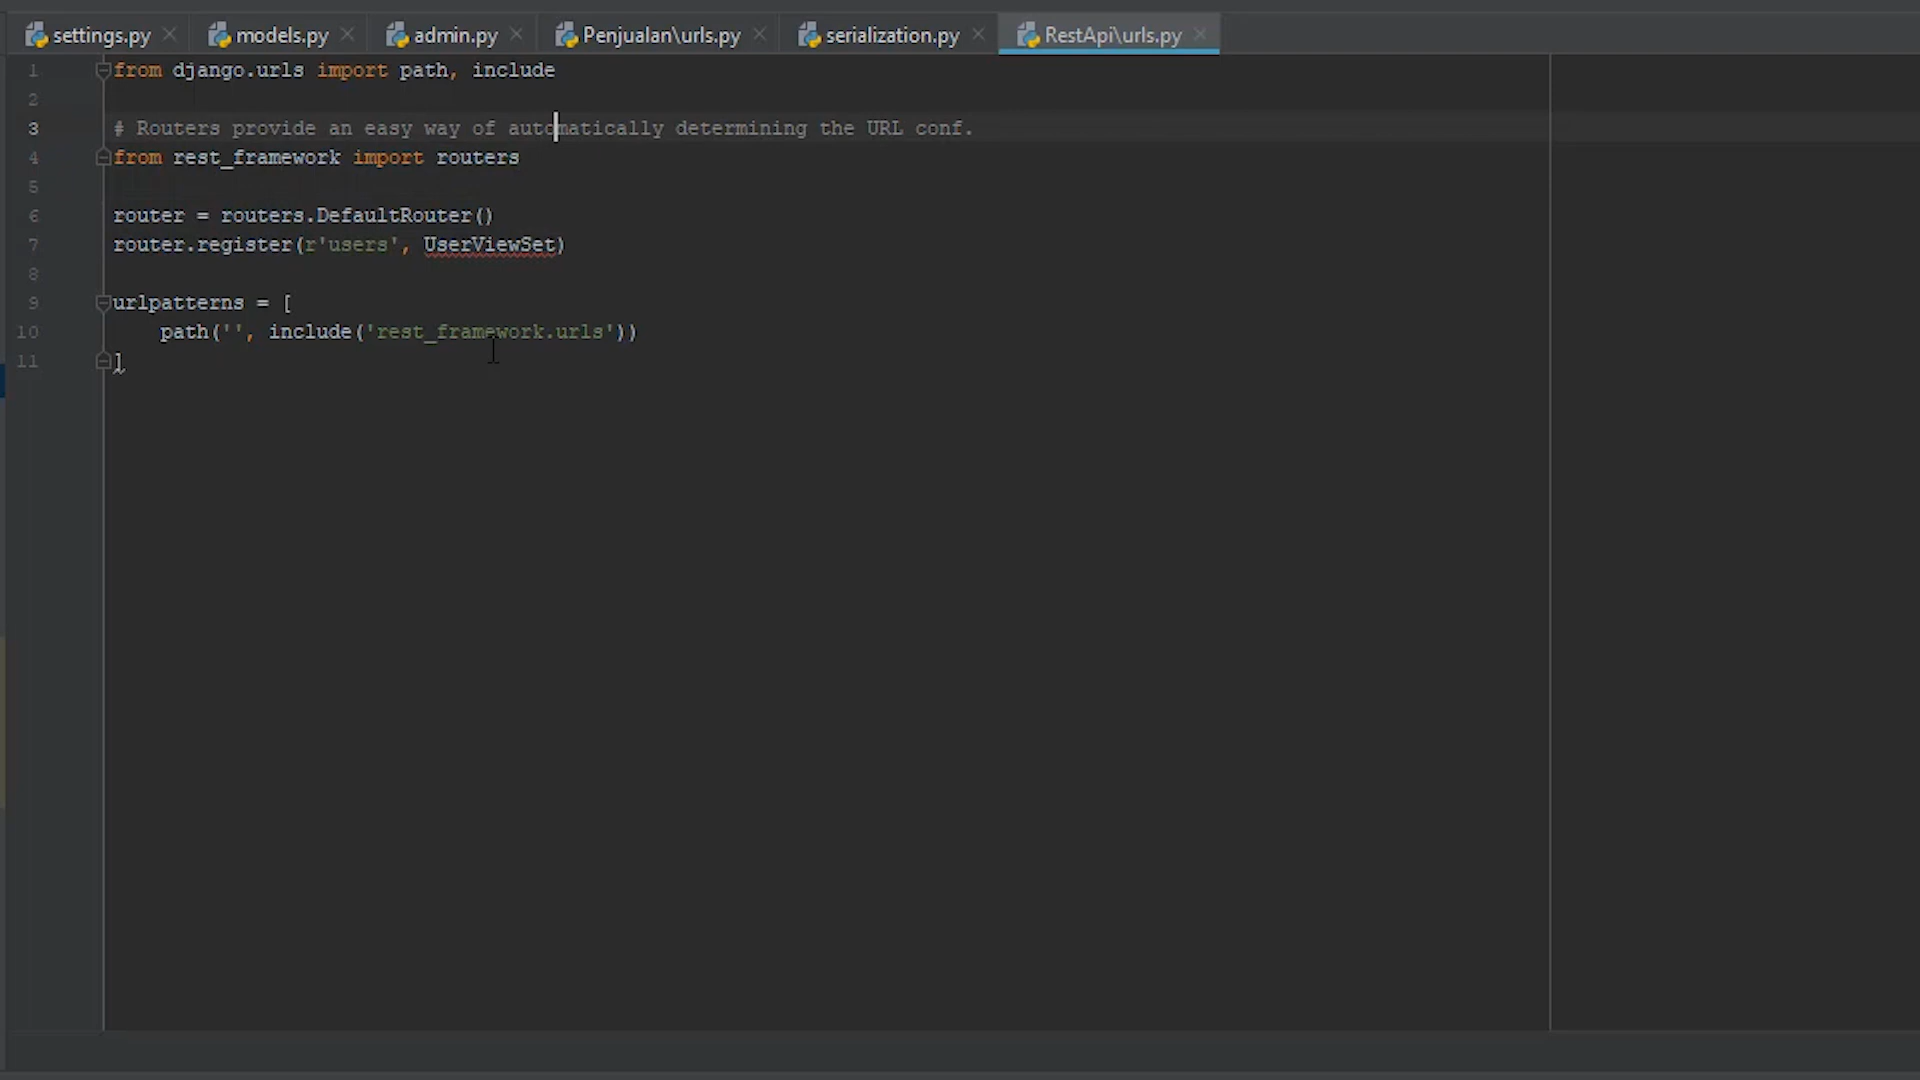 settings.py models.py admin.py Penjualan\urls.py serialization.py RestApi\urls.py
1 from django.urls import path, include
2
3 # Routers provide an easy way of automatically determining the URL conf.
4 from rest_framework import routers
5
6 router = routers.DefaultRouter()
7 router.register(r'users', UserViewSet)
8
9 urlpatterns = [
10 path('', include('rest_framework.urls'))
11 ]